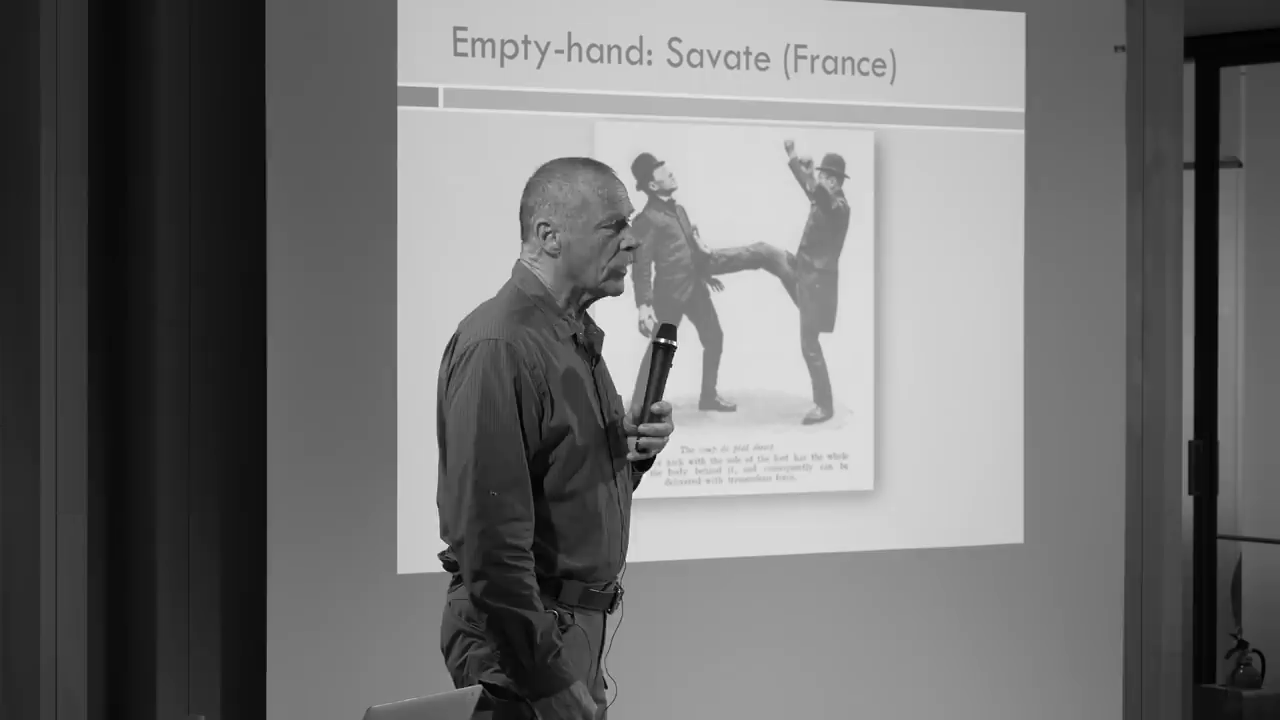 Empty-hand: Savate (France)
The coup de pied chassé
kick with the side of the foot has the whole
the body behind it, and consequently can be
delivered with tremendous force.